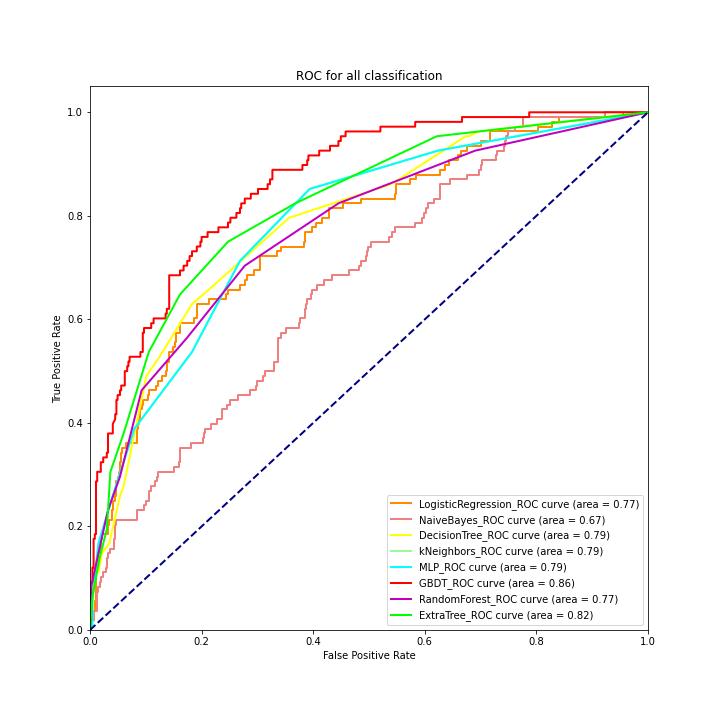 ROC for all classification
True Positive Rate
1.0
0.8
0.6
0.4
0.2
0.0
0.0 0.2 0.4 0.6 0.8 1.0
False Positive Rate
LogisticRegression_ROC curve (area = 0.77)
NaiveBayes_ROC curve (area = 0.67)
DecisionTree_ROC curve (area = 0.79)
kNeighbors_ROC curve (area = 0.79)
MLP_ROC curve (area = 0.79)
GBDT_ROC curve (area = 0.86)
RandomForest_ROC curve (area = 0.77)
ExtraTree_ROC curve (area = 0.82)